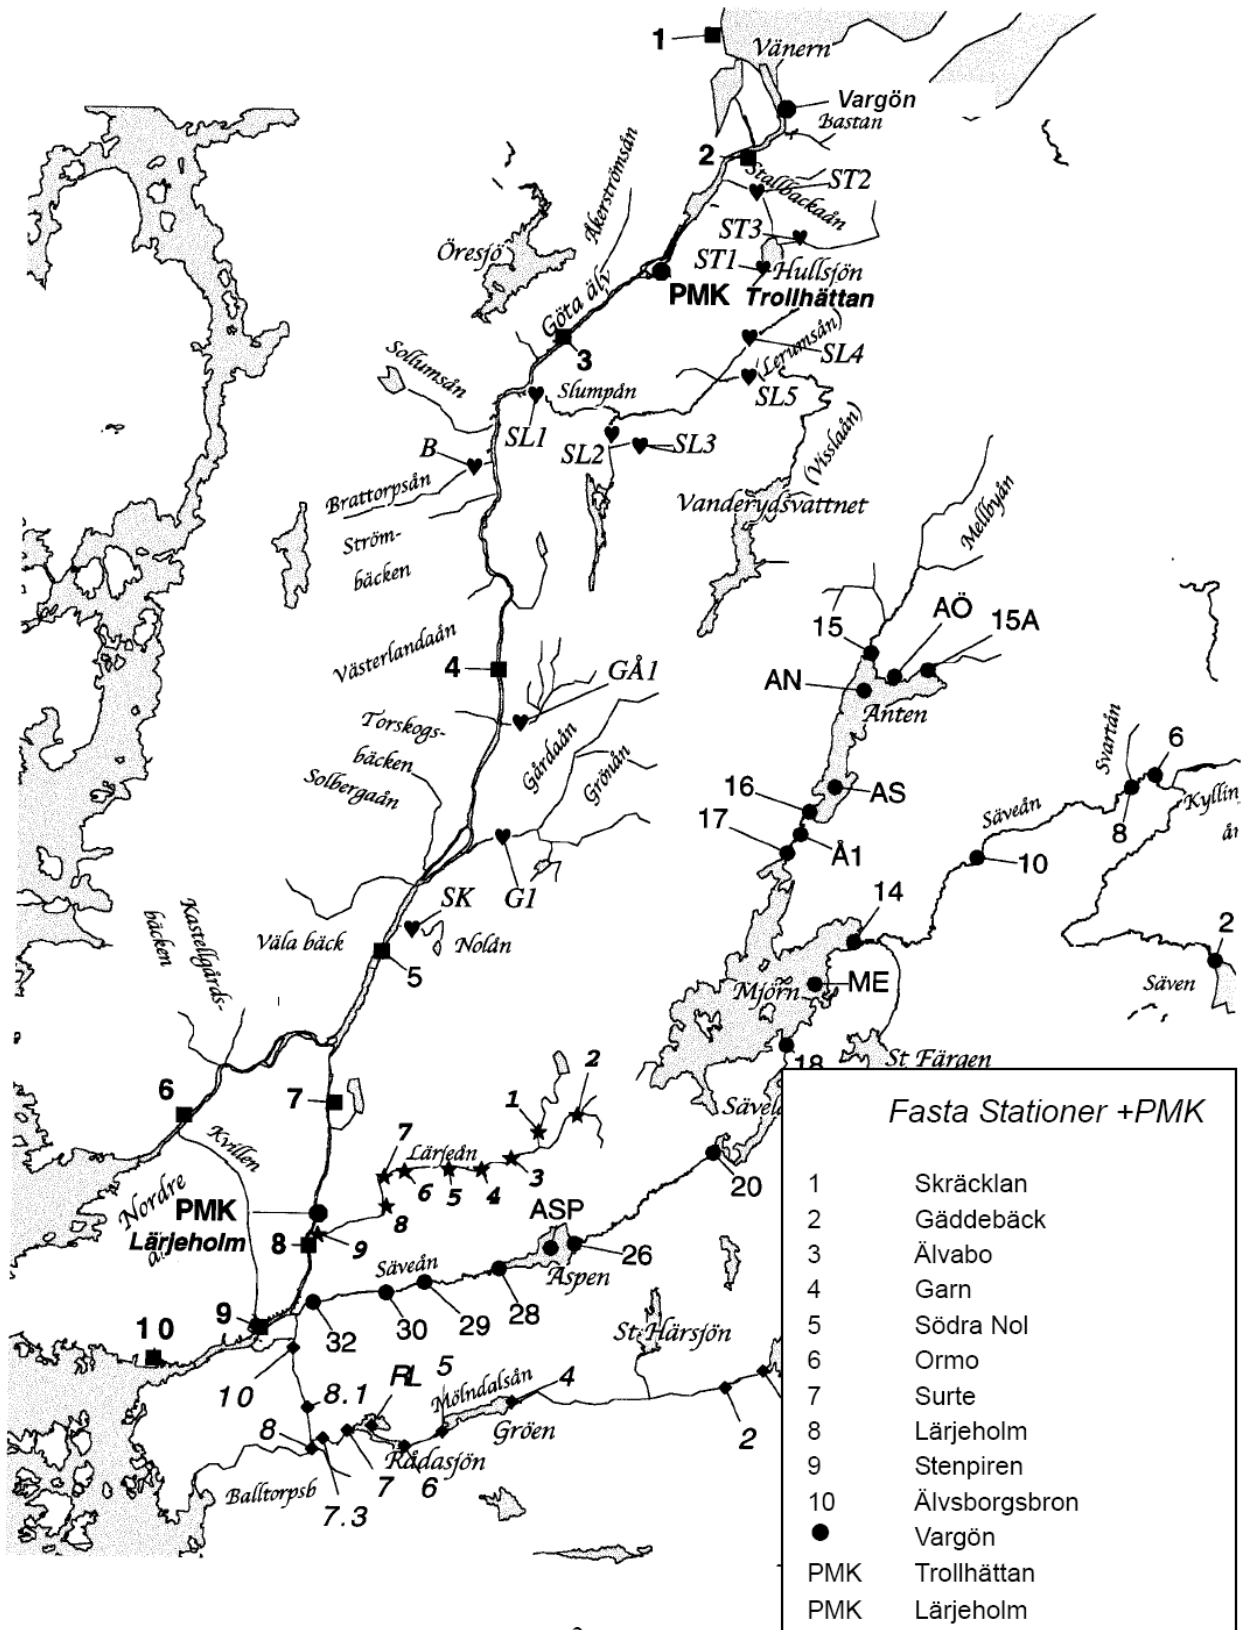 1
Vänern
Vargön
Bastan
2
Stallbackaån
ST2
Åkerströmsån
ST3
Öresjö
ST1
Hullsjön
PMK Trollhättan
Göta älv
3
(Lerumsån)
SL4
Sollumsån
Slumpån
SL5
SL1
B
SL2
SL3
(Visslaån)
Brattorpsån
Vanderydsvattnet
Mellbyån
Ström-
bäcken
AÖ
15
15A
Västerlandaån
4
GÅ1
AN
Anten
Torskogs-
bäcken
Gårdaån
Grönån
Svartån
6
Solbergaån
AS
16
Säveån
Kyllin
17
8
år
Å1
10
SK
G1
14
Kastellgårds-
bäcken
2
Väla bäck
Nolån
5
Mjörn
ME
Säven
18
St Färgen
6
7
1
2
Säveld
Kvillen
7
Lärjeån
6
5
4
3
20
Nordre
PMK
Lärjeholm
8
ASP
8
9
26
Säveån
Aspen
9
32
30
29
28
10
St Härsjön
10
8.1
RL
5
Mölndalsån
4
8
Gröen
2
Rådasjön
Balltorpsb
7
6
7.3
Fasta Stationer +PMK
1 Skräcklan
2 Gäddebäck
3 Älvabo
4 Garn
5 Södra Nol
6 Ormo
7 Surte
8 Lärjeholm
9 Stenpiren
10 Älvsborgsbron
Vargön
PMK Trollhättan
PMK Lärjeholm